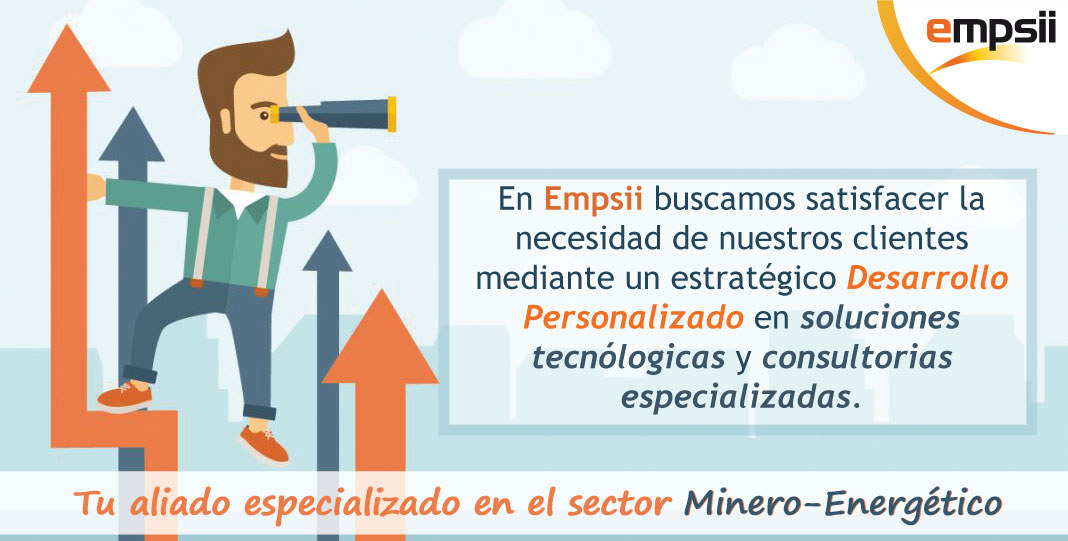 empsii
En Empsii buscamos satisfacer la
necesidad de nuestros clientes
mediante un estratégico Desarrollo
Personalizado en soluciones
tecnólogicas y consultorias
especializadas.
Tu aliado especializado en el sector Minero-Energético